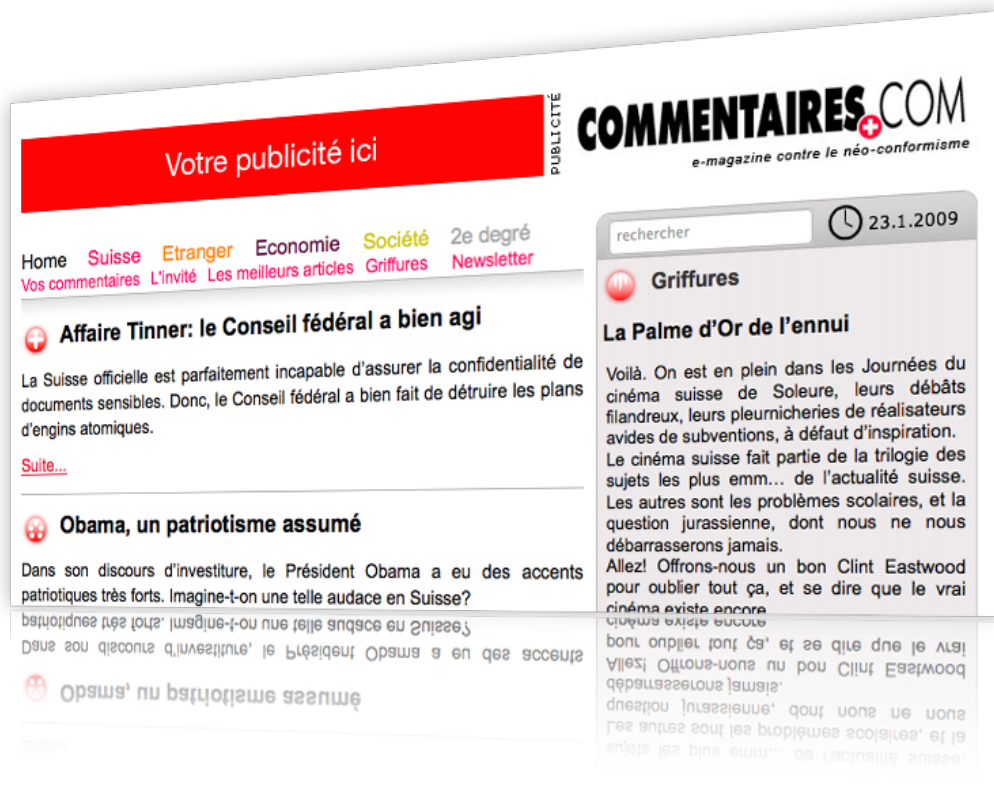 Votre publicité ici
PUBLICITÉ
COMMENTAIRES.COM
e-magazine contre le néo-conformisme
Home Suisse Etranger Economie Société 2e degré
Vos commentaires L'invité Les meilleurs articles Griffures Newsletter
Affaire Tinner: le Conseil fédéral a bien agi
La Suisse officielle est parfaitement incapable d'assurer la confidentialité de
documents sensibles. Donc, le Conseil fédéral a bien fait de détruire les plans
d'engins atomiques.
Suite...
Obama, un patriotisme assumé
Dans son discours d'investiture, le Président Obama a eu des accents
patriotiques très forts. Imagine-t-on une telle audace en Suisse?
rechercher
23.1.2009
Griffures
La Palme d'Or de l'ennui
Voilà. On est en plein dans les Journées du
cinéma suisse de Soleure, leurs débâts
filandreux, leurs pleurnicheries de réalisateurs
avides de subventions, à défaut d'inspiration.
Le cinéma suisse fait partie de la trilogie des
sujets les plus emm... de l'actualité suisse.
Les autres sont les problèmes scolaires, et la
question jurassienne, dont nous ne nous
débarrasserons jamais.
Allez! Offrons-nous un bon Clint Eastwood
pour oublier tout ça, et se dire que le vrai
cinéma existe encore